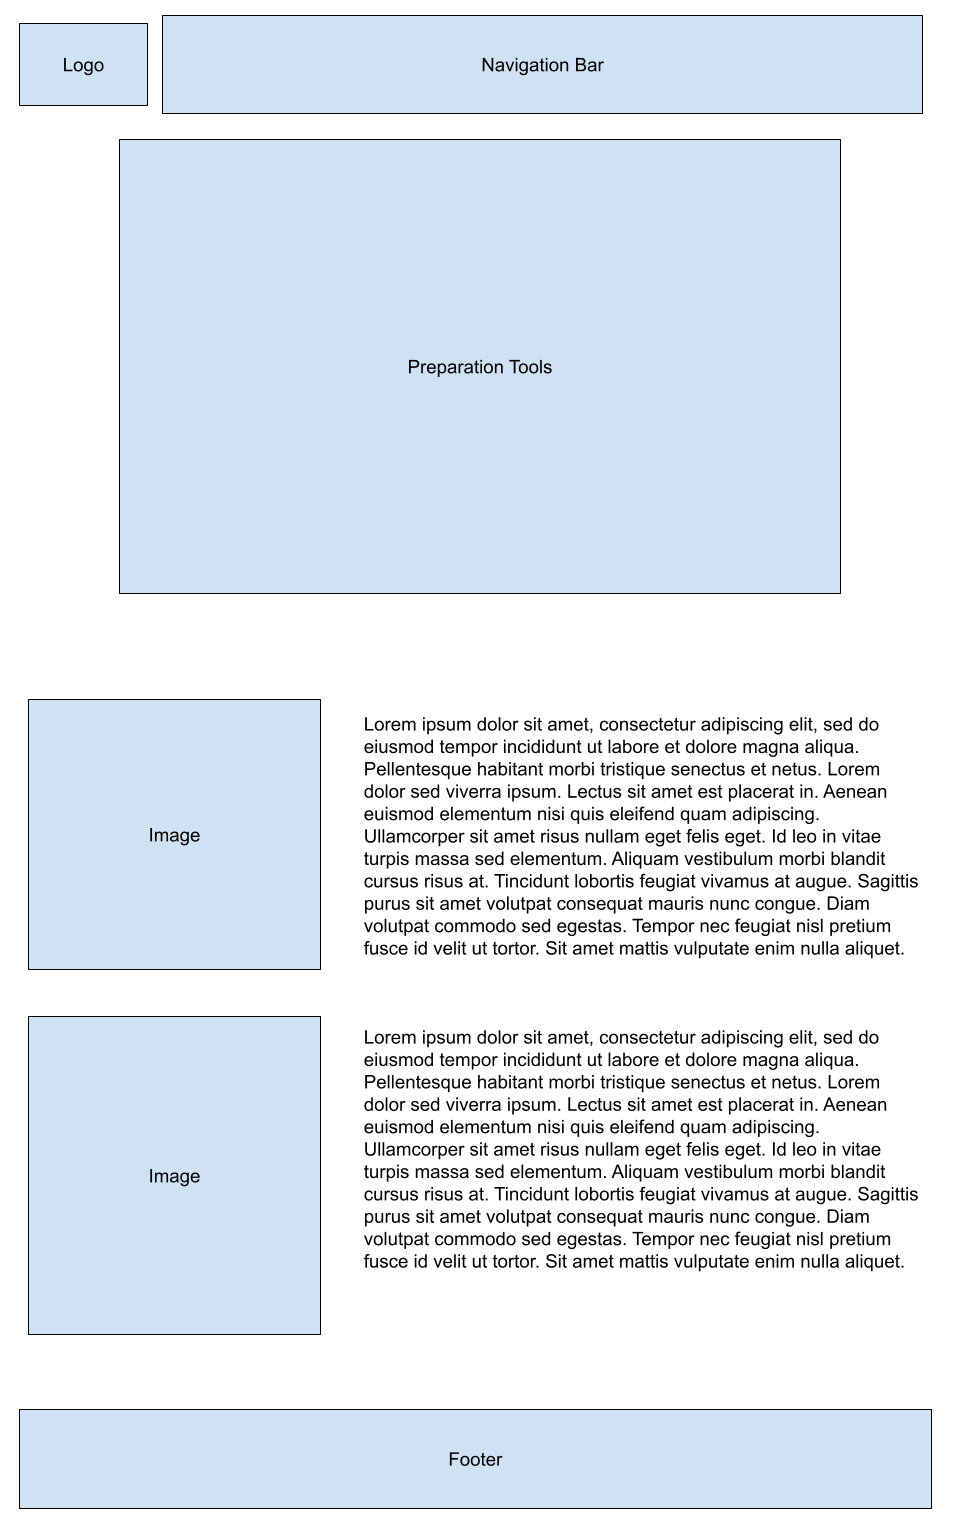 Logo
Navigation Bar
Preparation Tools
Image
Lorem ipsum dolor sit amet, consectetur adipiscing elit, sed do
eiusmod tempor incididunt ut labore et dolore magna aliqua.
Pellentesque habitant morbi tristique senectus et netus. Lorem
dolor sed viverra ipsum. Lectus sit amet est placerat in. Aenean
euismod elementum nisi quis eleifend quam adipiscing.
Ullamcorper sit amet risus nullam eget felis eget. Id leo in vitae
turpis massa sed elementum. Aliquam vestibulum morbi blandit
cursus risus at. Tincidunt lobortis feugiat vivamus at augue. Sagittis
purus sit amet volutpat consequat mauris nunc congue. Diam
volutpat commodo sed egestas. Tempor nec feugiat nisl pretium
fusce id velit ut tortor. Sit amet mattis vulputate enim nulla aliquet.
Image
Lorem ipsum dolor sit amet, consectetur adipiscing elit, sed do
eiusmod tempor incididunt ut labore et dolore magna aliqua.
Pellentesque habitant morbi tristique senectus et netus. Lorem
dolor sed viverra ipsum. Lectus sit amet est placerat in. Aenean
euismod elementum nisi quis eleifend quam adipiscing.
Ullamcorper sit amet risus nullam eget felis eget. Id leo in vitae
turpis massa sed elementum. Aliquam vestibulum morbi blandit
cursus risus at. Tincidunt lobortis feugiat vivamus at augue. Sagittis
purus sit amet volutpat consequat mauris nunc congue. Diam
volutpat commodo sed egestas. Tempor nec feugiat nisl pretium
fusce id velit ut tortor. Sit amet mattis vulputate enim nulla aliquet.
Footer